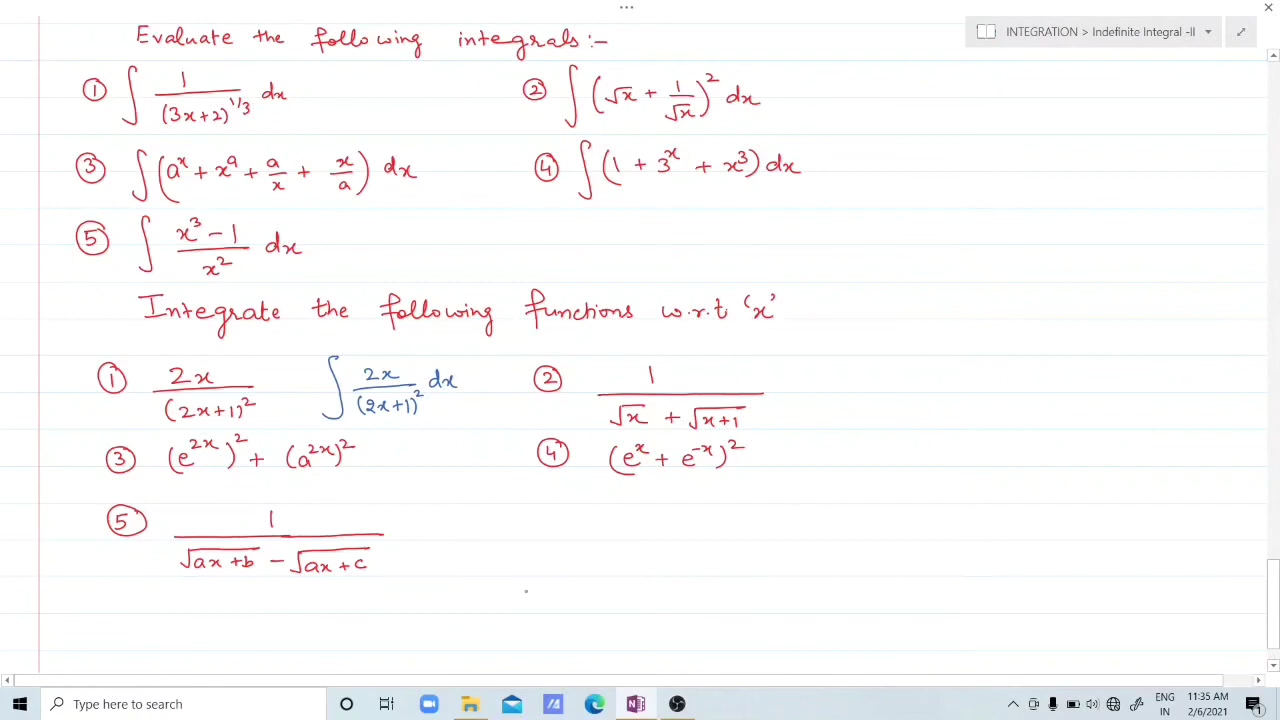 Evaluate the following integrals :-
INTEGRATION > Indefinite Integral -II
① ∫ 1/(3x+2)^{1/3} dx ② ∫ (√x + 1/√x)² dx
③ ∫ (a^x + x^a + a/x + x/a) dx ④ ∫ (1 + 3^x + x³) dx
⑤ ∫ (x³ - 1)/x² dx
Integrate the following functions w.r.t 'x'
① 2x/(2x+1)² ∫ 2x/(2x+1)² dx ② 1/(√x + √(x+1))
③ (e^{2x})² + (a^{2x})² ④ (e^x + e^{-x})²
⑤ 1/(√(ax+b) - √(ax+c))
Type here to search
ENG
IN
11:35 AM
2/6/2021
1